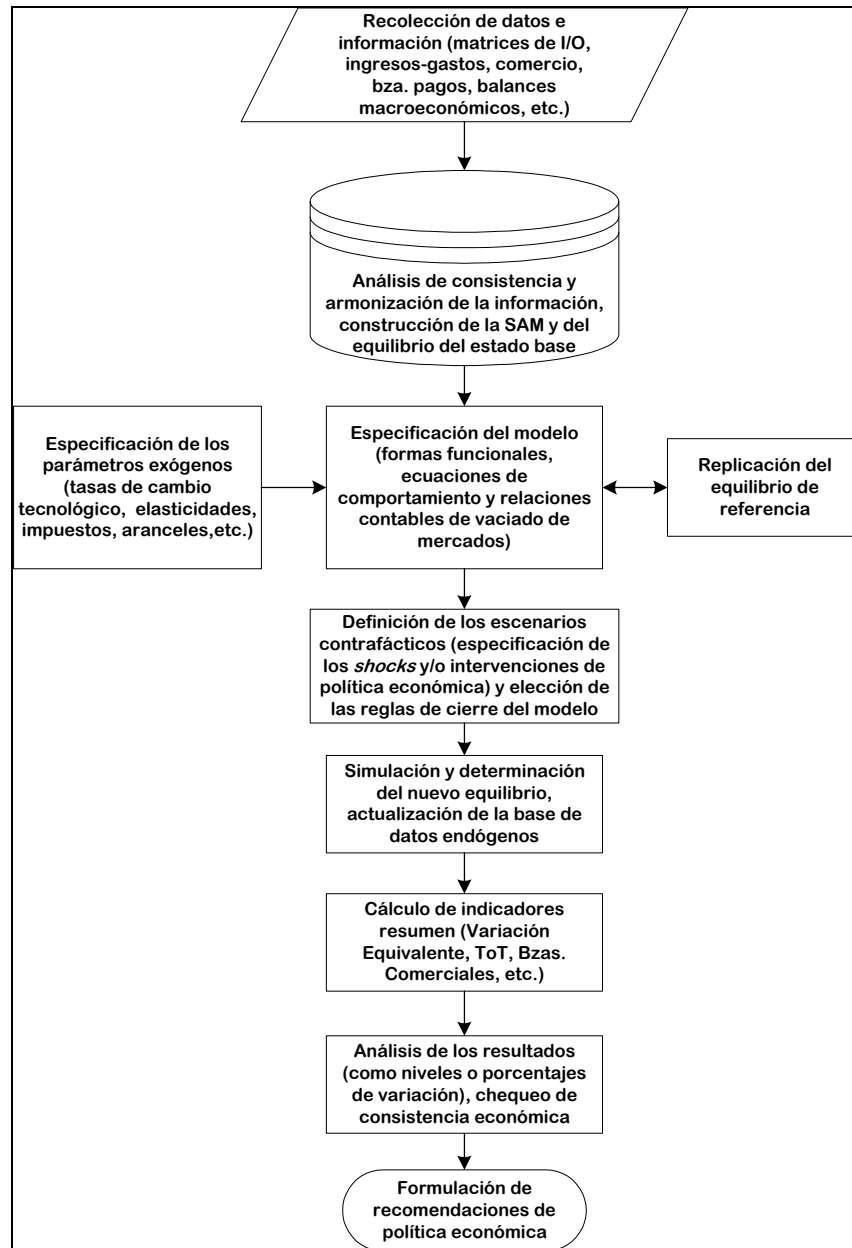 Recolección de datos e
información (matrices de I/O,
ingresos-gastos, comercio,
bza. pagos, balances
macroeconómicos, etc.)
Análisis de consistencia y
armonización de la información,
construcción de la SAM y del
equilibrio del estado base
Especificación de los
parámetros exógenos
(tasas de cambio
tecnológico, elasticidades,
impuestos, aranceles,etc.)
Especificación del modelo
(formas funcionales,
ecuaciones de
comportamiento y relaciones
contables de vaciado de
mercados)
Replicación del
equilibrio de
referencia
Definición de los escenarios
contrafácticos (especificación de
los shocks y/o intervenciones de
política económica) y elección de
las reglas de cierre del modelo
Simulación y determinación
del nuevo equilibrio,
actualización de la base de
datos endógenos
Cálculo de indicadores
resumen (Variación
Equivalente, ToT, Bzas.
Comerciales, etc.)
Análisis de los resultados
(como niveles o porcentajes
de variación), chequeo de
consistencia económica
Formulación de
recomendaciones de
política económica